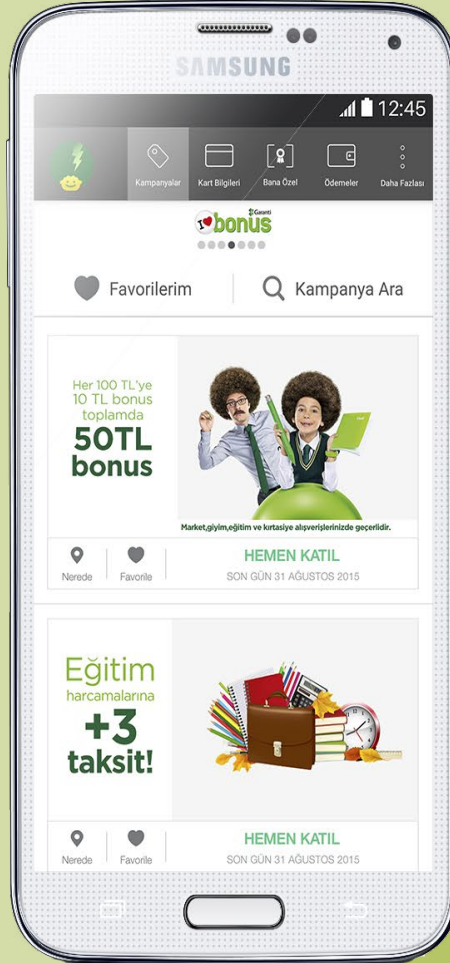 SAMSUNG
12:45
Kampanyalar
Kart Bilgileri
Bana Özel
Ödemeler
Daha Fazlası
Garanti
I bonus
Favorilerim
Kampanya Ara
Her 100 TL'ye
10 TL bonus
toplamda
50TL
bonus
Market,giyim,eğitim ve kırtasiye alışverişlerinizde geçerlidir.
Nerede
Favorile
HEMEN KATIL
SON GÜN 31 AĞUSTOS 2015
Eğitim
harcamalarına
+3
taksit!
Nerede
Favorile
HEMEN KATIL
SON GÜN 31 AĞUSTOS 2015